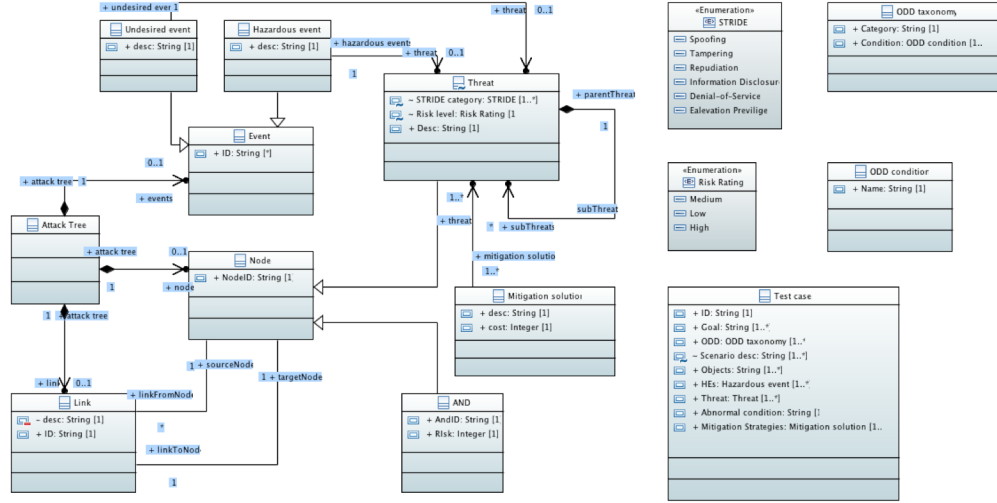 + undesired ever 1
+ threat 0..1
Undesired event
+ desc: String [1]
Hazardous event
+ desc: String [1]
+ hazardous events
+ threat 0..1
1
Threat
~ STRIDE category: STRIDE [1..*]
~ Risk level: Risk Rating [1
+ Desc: String [1]
+ parentThreat
1
subThreat
* + subThreats
1..*
+ threat
+ mitigation solutio
1..*
Event
+ ID: String [*]
0..1
+ events
+ attack tree 1
Attack Tree
+ attack tree
0..1
1
+ node
1 + attack tree
Node
+ NodeID: String [1
Mitigation solution
+ desc: String [1]
+ cost: Integer [1]
1 + sourceNode
1 + targetNode
+ link 0..1
+ linkFromNode
*
+ linkToNode
1
Link
- desc: String [1]
+ ID: String [1]
AND
+ AndID: String [1
+ RIsk: Integer [1]
«Enumeration»
STRIDE
Spoofing
Tampering
Repudiation
Information Disclosur
Denial-of-Service
Ealevation Previlige
ODD taxonomy
+ Category: String [1]
+ Condition: ODD condition [1..
«Enumeration»
Risk Rating
Medium
Low
High
ODD condition
+ Name: String [1]
Test case
+ ID: String [1]
+ Goal: String [1..*
+ ODD: ODD taxonomy [1..*
- Scenario desc: String [1..*]
+ Objects: String [1..*]
+ HEs: Hazardous event [1..*
+ Threat: Threat [1..*]
+ Abnormal condition: String [1
+ Mitigation Strategies: Mitigation solution [1..